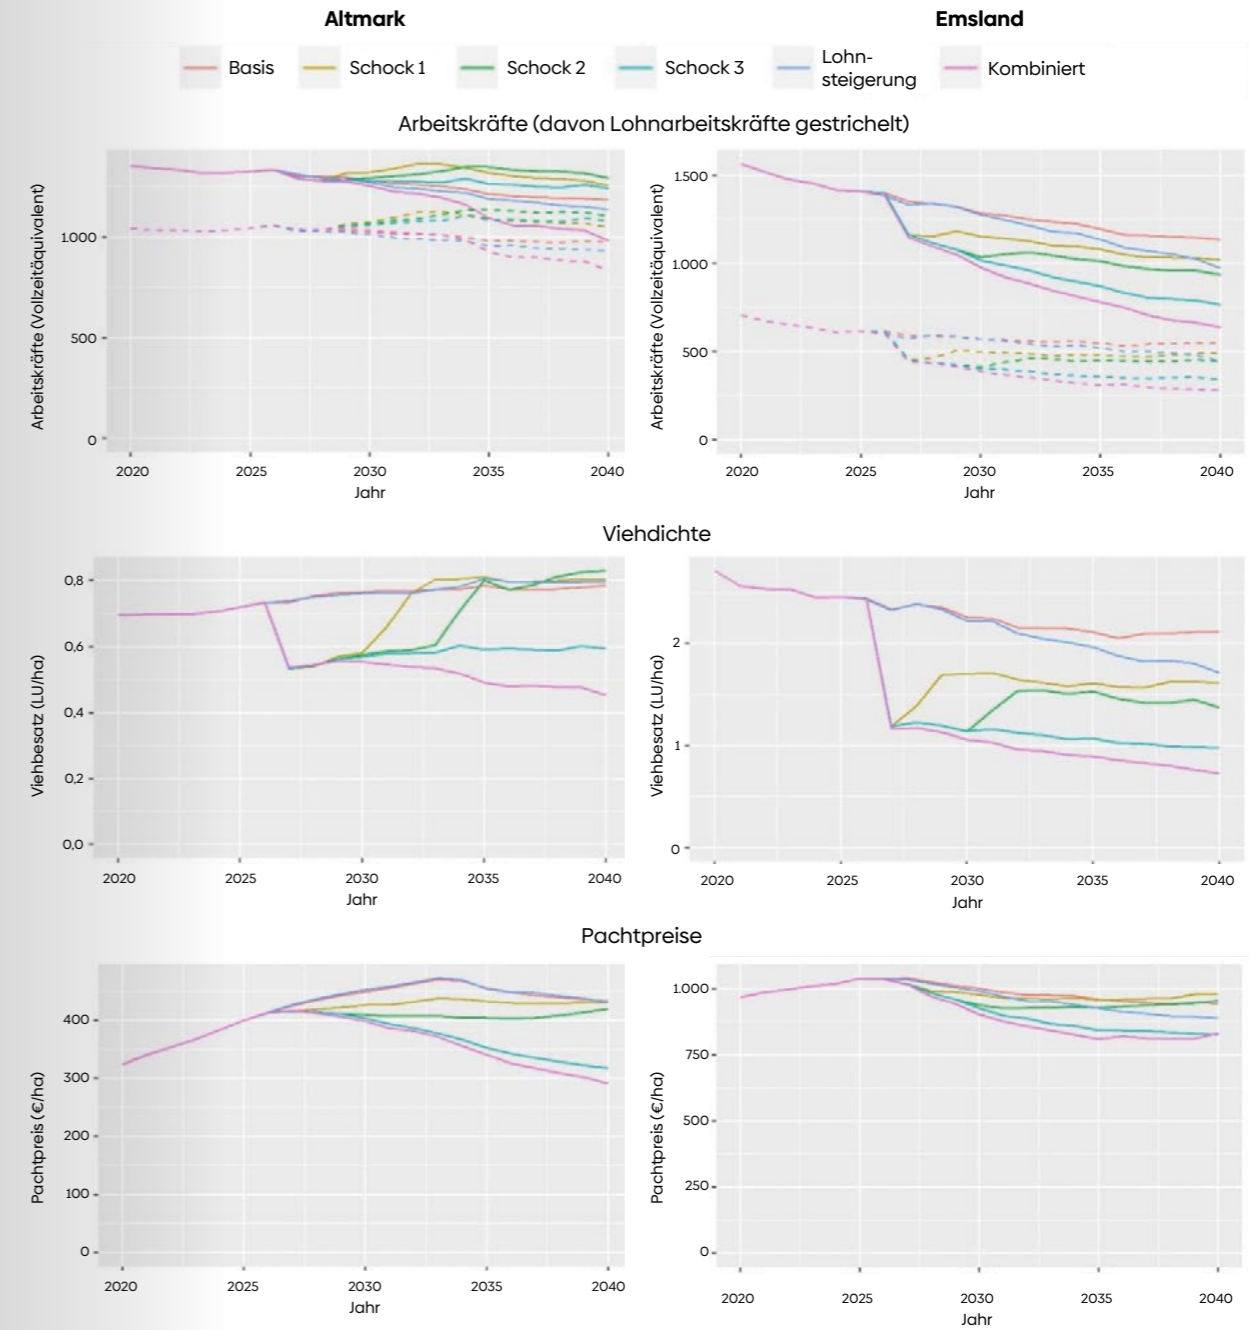 Altmark Emsland
Basis Schock 1 Schock 2 Schock 3 Lohn-
steigerung Kombiniert
Arbeitskräfte (davon Lohnarbeitskräfte gestrichelt)
Arbeitskräfte (Vollzeitäquivalent)
1000
500
0
2020 2025 2030 2035 2040
Jahr
Arbeitskräfte (Vollzeitäquivalent)
1.500
1000
500
0
2020 2025 2030 2035 2040
Jahr
Viehdichte
Viehbesatz (LU/ha)
0,8
0,6
0,4
0,2
0,0
2020 2025 2030 2035 2040
Jahr
Viehbesatz (LU/ha)
2
1
0
2020 2025 2030 2035 2040
Jahr
Pachtpreise
Pachtpreis (€/ha)
400
300
200
100
0
2020 2025 2030 2035 2040
Jahr
Pachtpreis (€/ha)
1.000
750
500
250
0
2020 2025 2030 2035 2040
Jahr